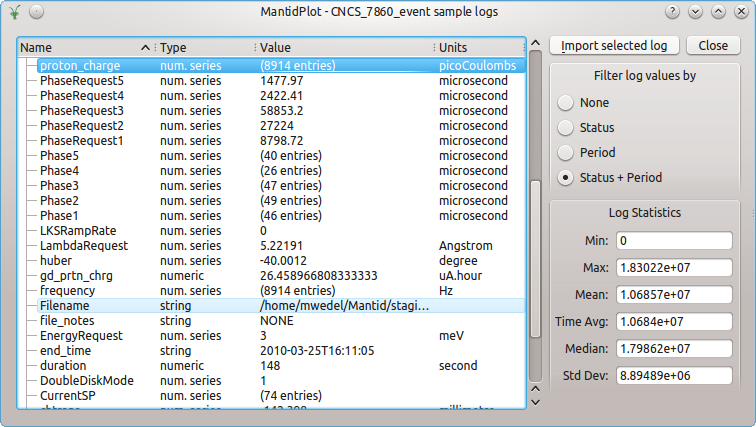 MantidPlot - CNCS_7860_event sample logs
Name Type Value Units
proton_charge num. series (8914 entries) picoCoulombs
PhaseRequest5 num. series 1477.97 microsecond
PhaseRequest4 num. series 2422.41 microsecond
PhaseRequest3 num. series 58853.2 microsecond
PhaseRequest2 num. series 27224 microsecond
PhaseRequest1 num. series 8798.72 microsecond
Phase5 num. series (40 entries) microsecond
Phase4 num. series (26 entries) microsecond
Phase3 num. series (47 entries) microsecond
Phase2 num. series (49 entries) microsecond
Phase1 num. series (46 entries) microsecond
LKSRampRate num. series 0
LambdaRequest num. series 5.22191 Angstrom
huber num. series -40.0012 degree
gd_prtn_chrg numeric 26.458966808333333 uA.hour
frequency num. series (8914 entries) Hz
Filename string /home/mwedel/Mantid/stagi...
file_notes string NONE
EnergyRequest num. series 3 meV
end_time string 2010-03-25T16:11:05
duration numeric 148 second
DoubleDiskMode num. series 1
CurrentSP num. series (74 entries)
Import selected log Close
Filter log values by
None
Status
Period
Status + Period
Log Statistics
Min: 0
Max: 1.83022e+07
Mean: 1.06857e+07
Time Avg: 1.0684e+07
Median: 1.79862e+07
Std Dev: 8.89489e+06